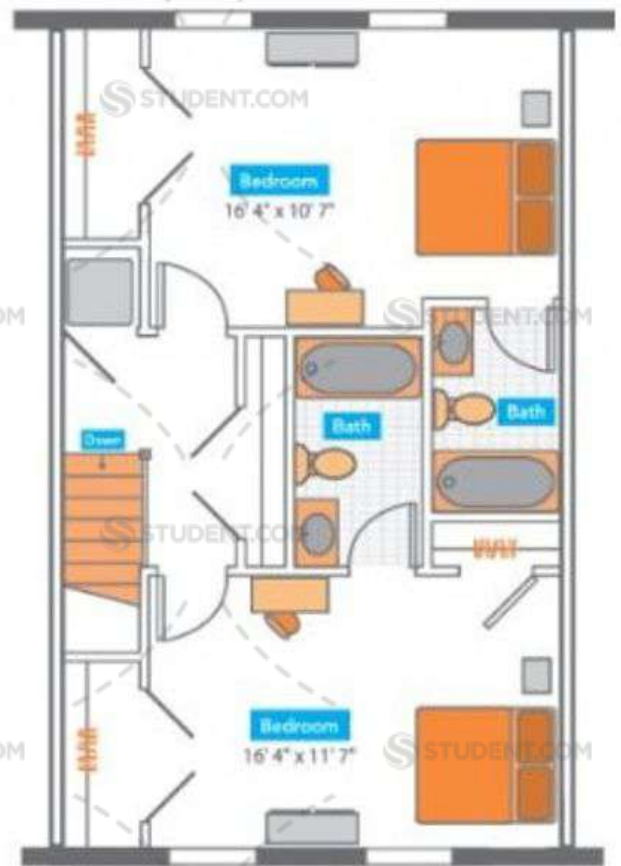 STUDENT.COM
Bedroom
16' 4" x 10' 7"
OM
STUDENT.COM
Bath
Bath
Down
STUDENT.COM
Bedroom
16' 4" x 11' 7"
OM
STUDENT.COM